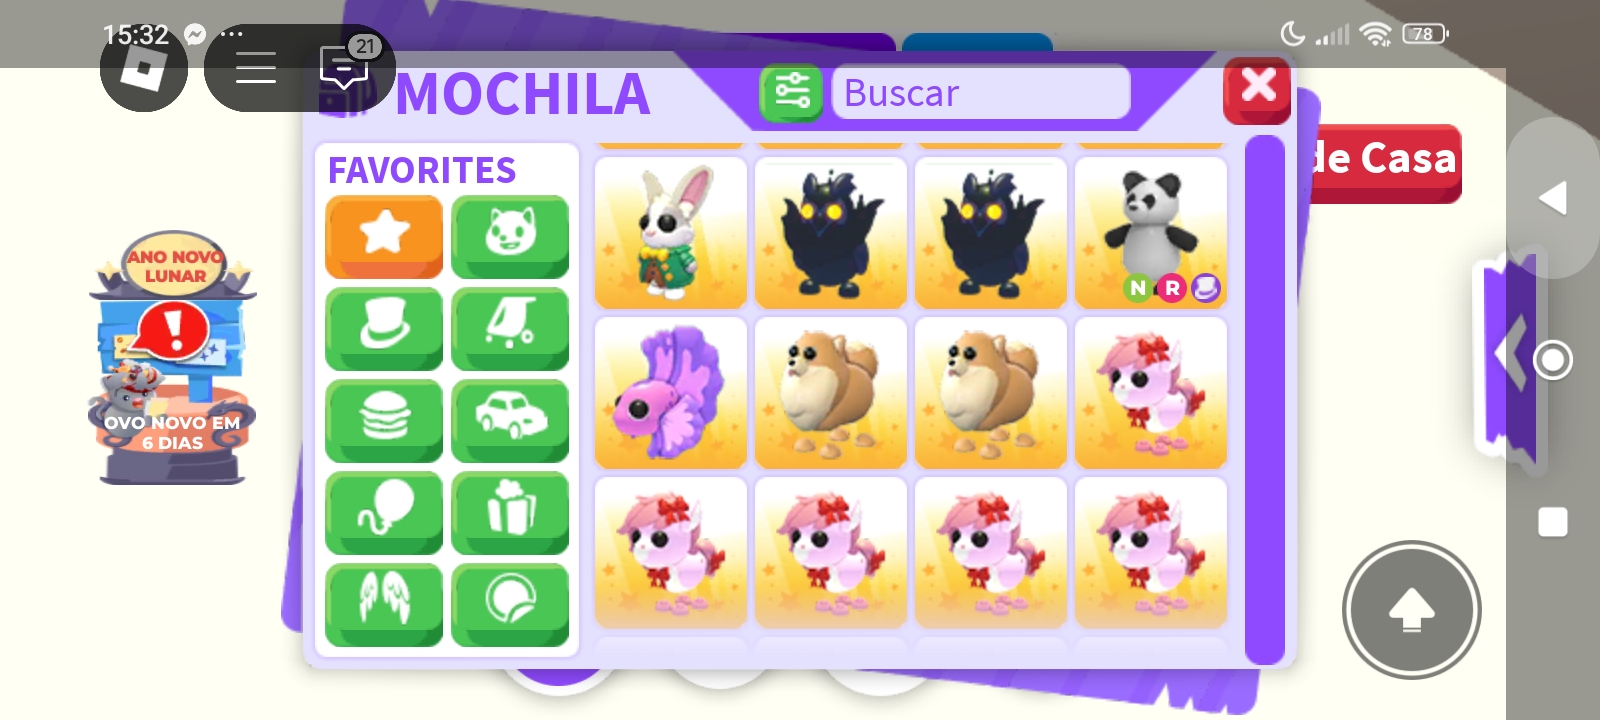 15:32
21
78
MOCHILA
Buscar
de Casa
FAVORITES
N R
ANO NOVO
LUNAR
!
OVO NOVO EM
6 DIAS